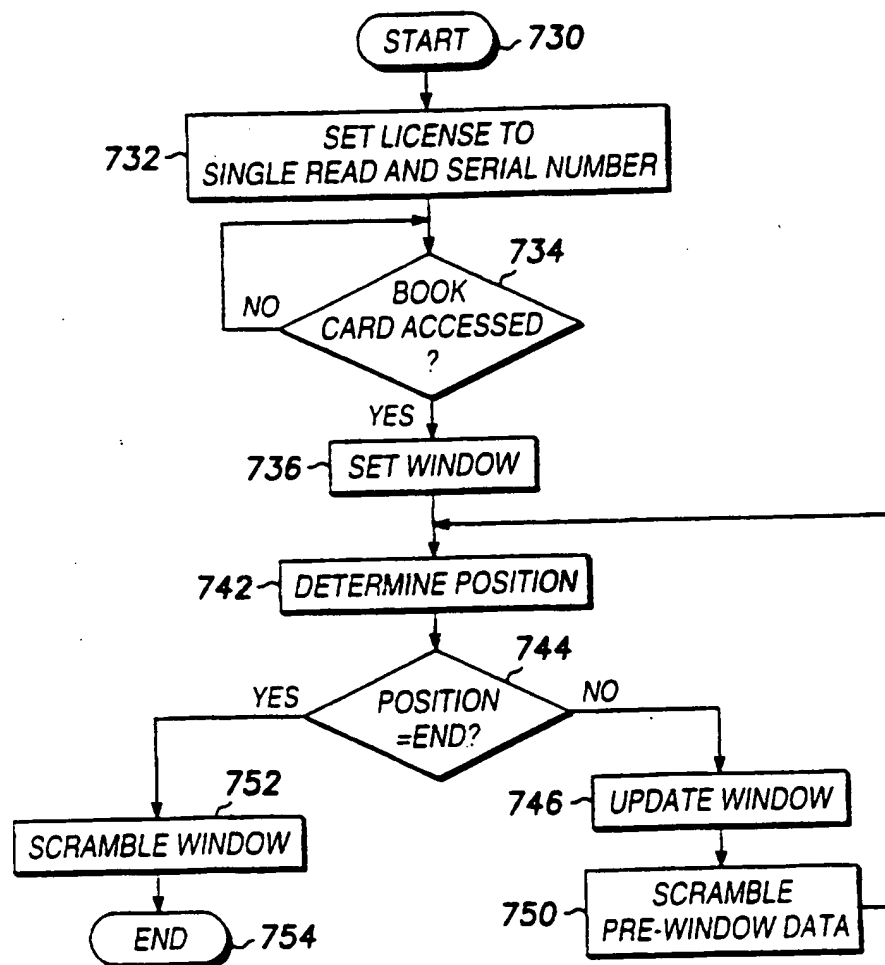 START
730
732
SET LICENSE TO
SINGLE READ AND SERIAL NUMBER
734
NO
BOOK
CARD ACCESSED
?
YES
736
SET WINDOW
742
DETERMINE POSITION
744
YES
POSITION
=END?
NO
752
SCRAMBLE WINDOW
746
UPDATE WINDOW
750
SCRAMBLE
PRE-WINDOW DATA
END
754